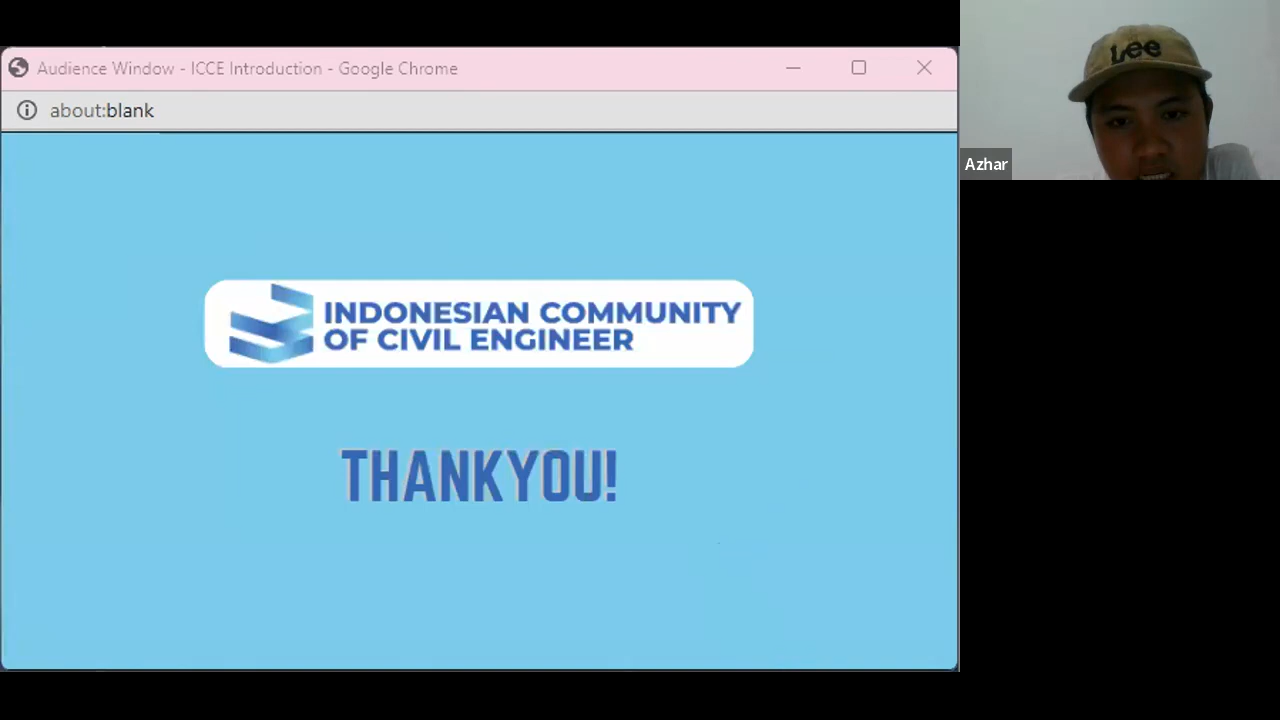 Audience Window - ICCE Introduction - Google Chrome
about:blank
INDONESIAN COMMUNITY
OF CIVIL ENGINEER
THANKYOU!
Lee
Azhar